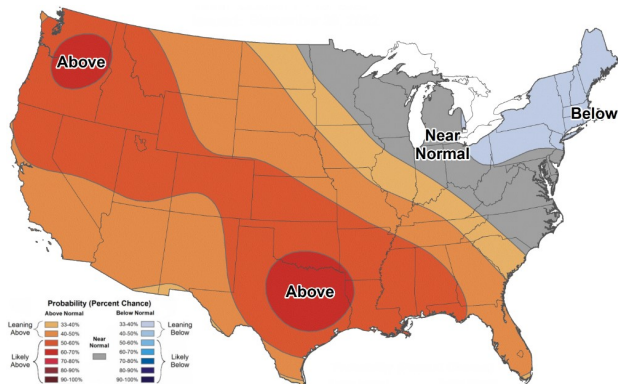 Above
Near
Normal
Below
Above
Probability (Percent Chance)
Above Normal
Below Normal
Leaning
Above
Likely
Above
33-40%
40-50%
50-60%
60-70%
70-80%
80-90%
90-100%
Near
Normal
33-40%
40-50%
50-60%
60-70%
70-80%
80-90%
90-100%
Leaning
Below
Likely
Below